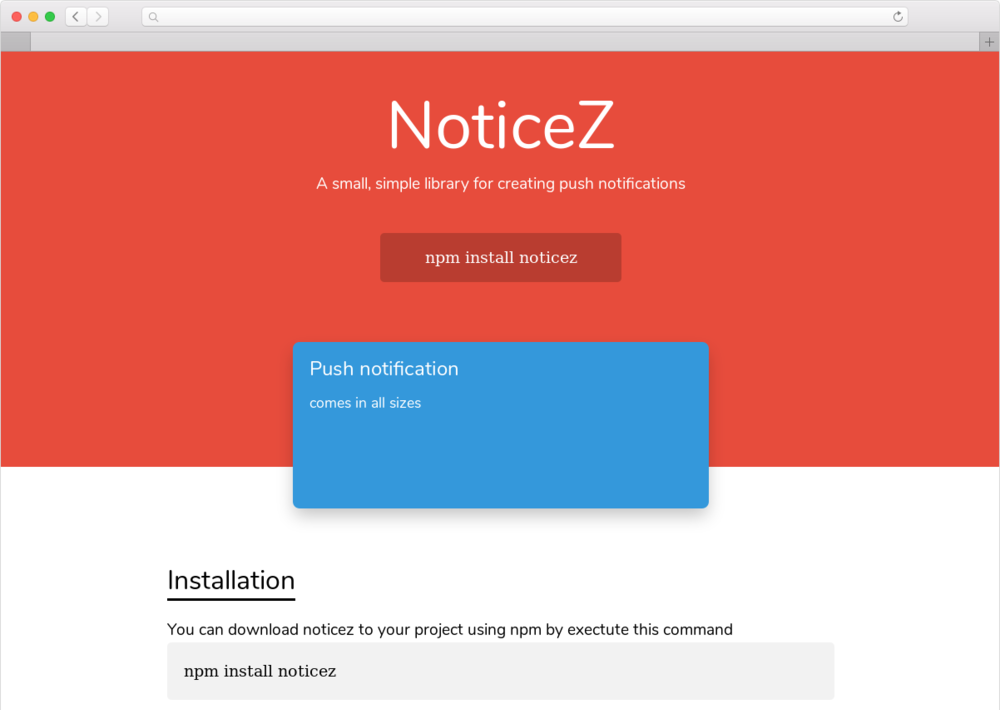 NoticeZ
A small, simple library for creating push notifications
npm install noticez
Push notification
comes in all sizes
Installation
You can download noticez to your project using npm by exectute this command
npm install noticez